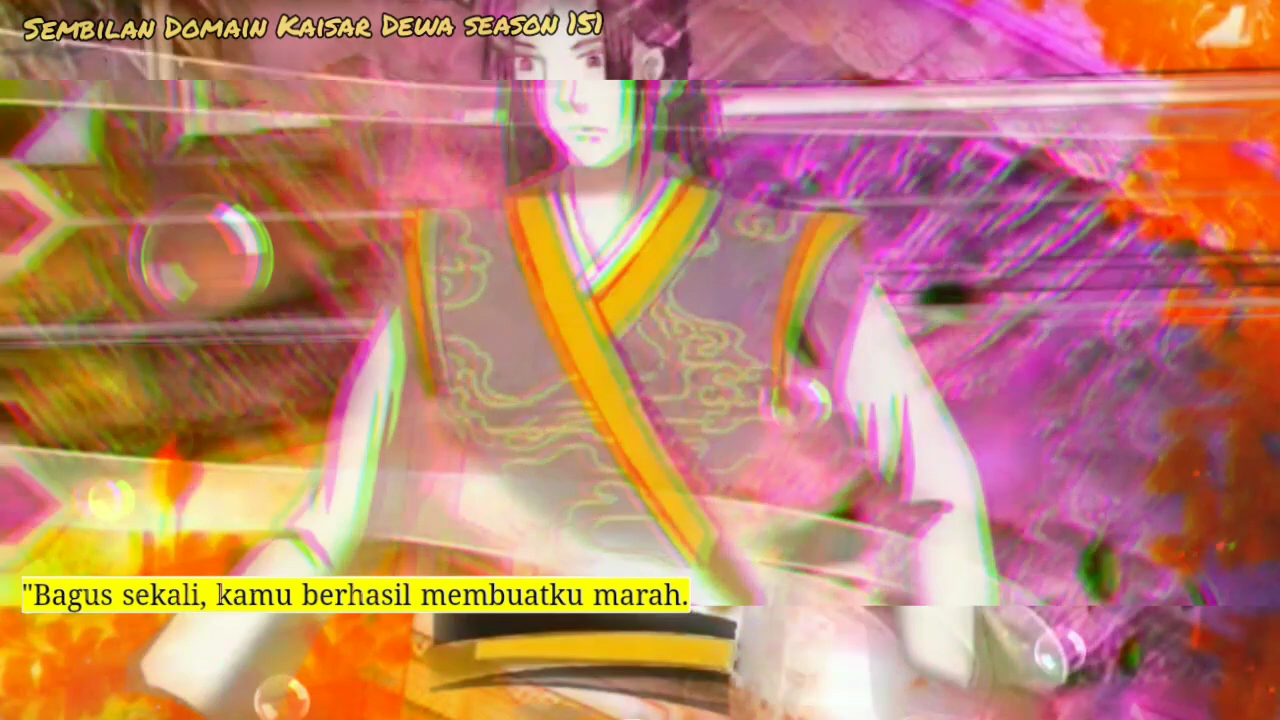 Sembilan Domain Kaisar Dewa season 151
"Bagus sekali, kamu berhasil membuatku marah.